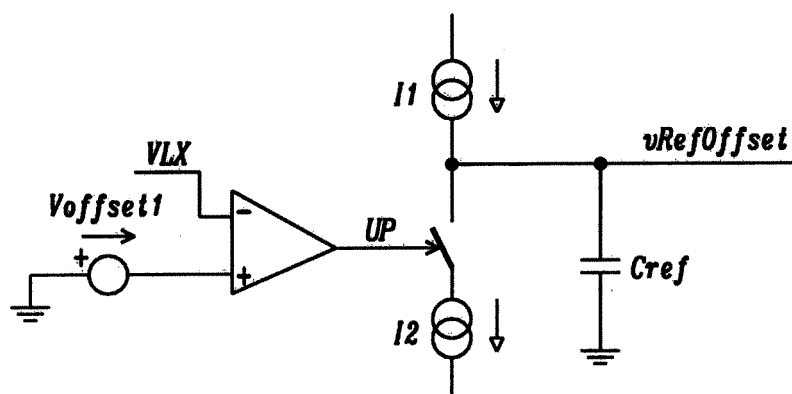 I1
vRefOffset
VLX
Voffset1
+
-
+
UP
Cref
I2